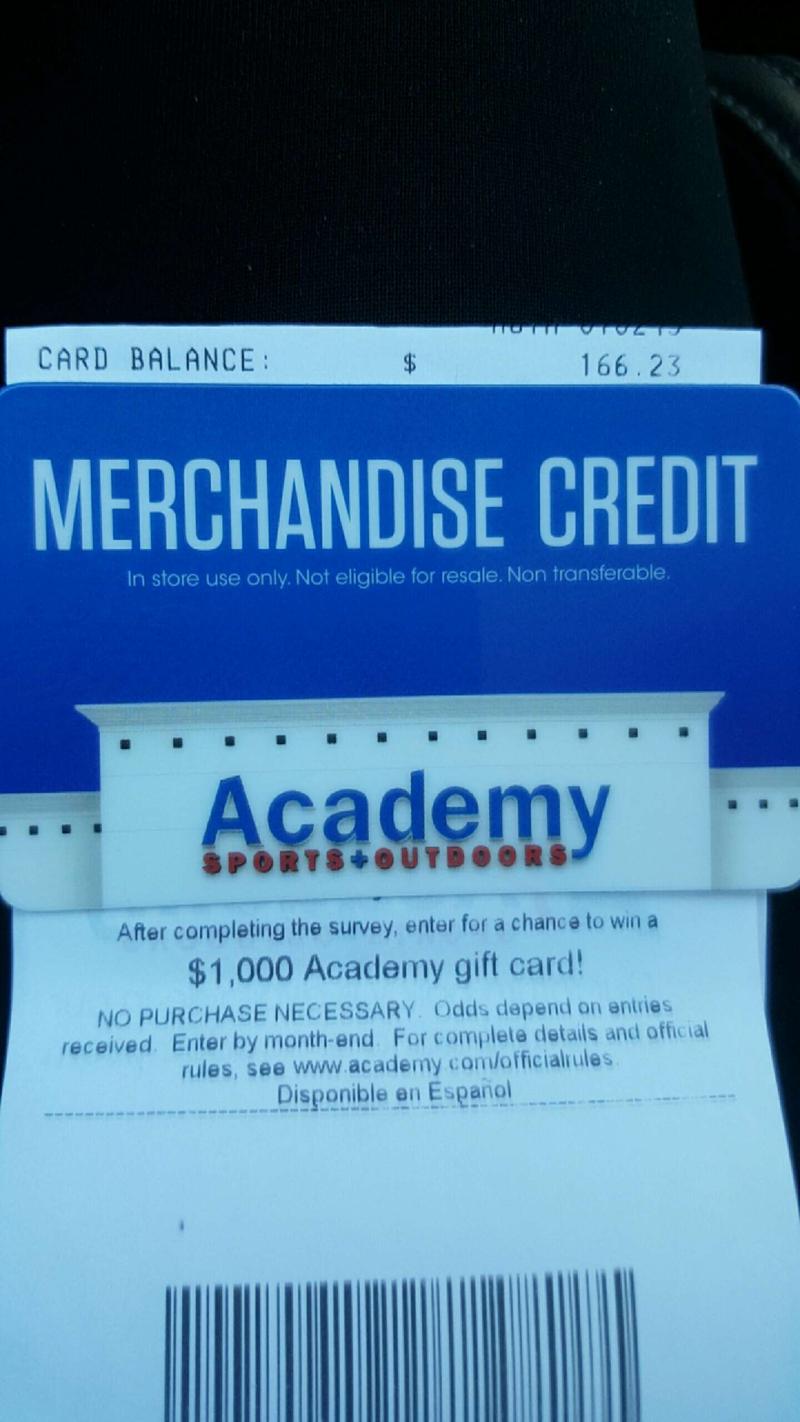 CARD BALANCE: $ 166.23
MERCHANDISE CREDIT
In store use only. Not eligible for resale. Non transferable.
Academy
SPORTS+OUTDOORS
After completing the survey, enter for a chance to win a
$1,000 Academy gift card!
NO PURCHASE NECESSARY. Odds depend on entries
received. Enter by month-end. For complete details and official
rules, see www.academy.com/officialrules.
Disponible en Español